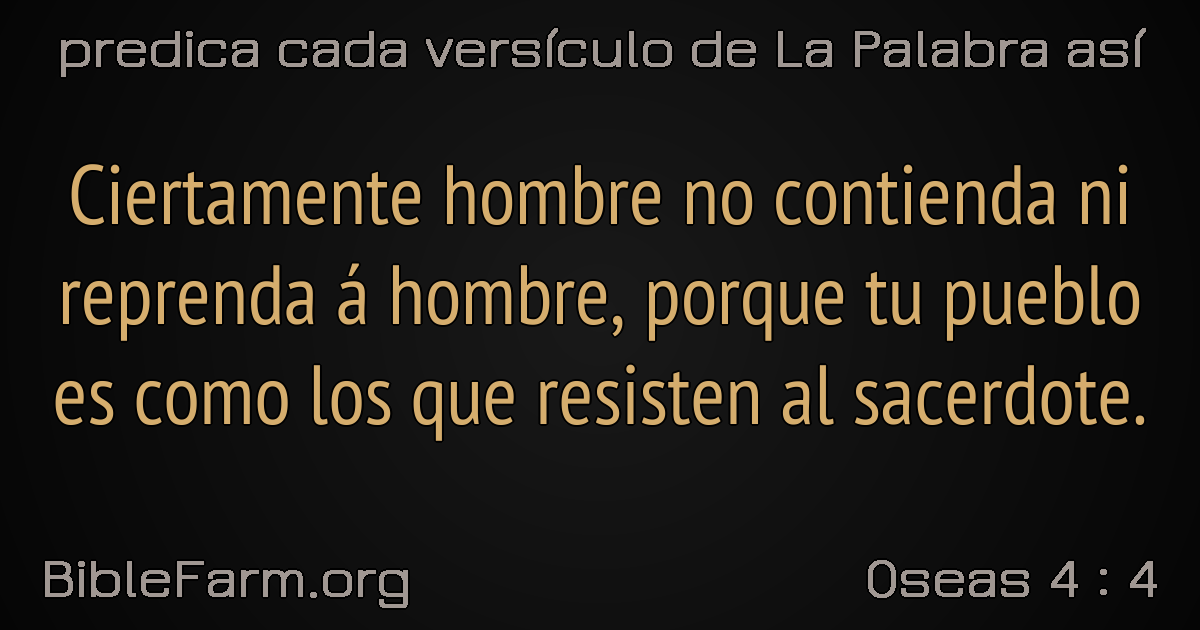 predica cada versículo de La Palabra así
Ciertamente hombre no contienda ni
reprenda á hombre, porque tu pueblo
es como los que resisten al sacerdote.
BibleFarm.org
Oseas 4 : 4